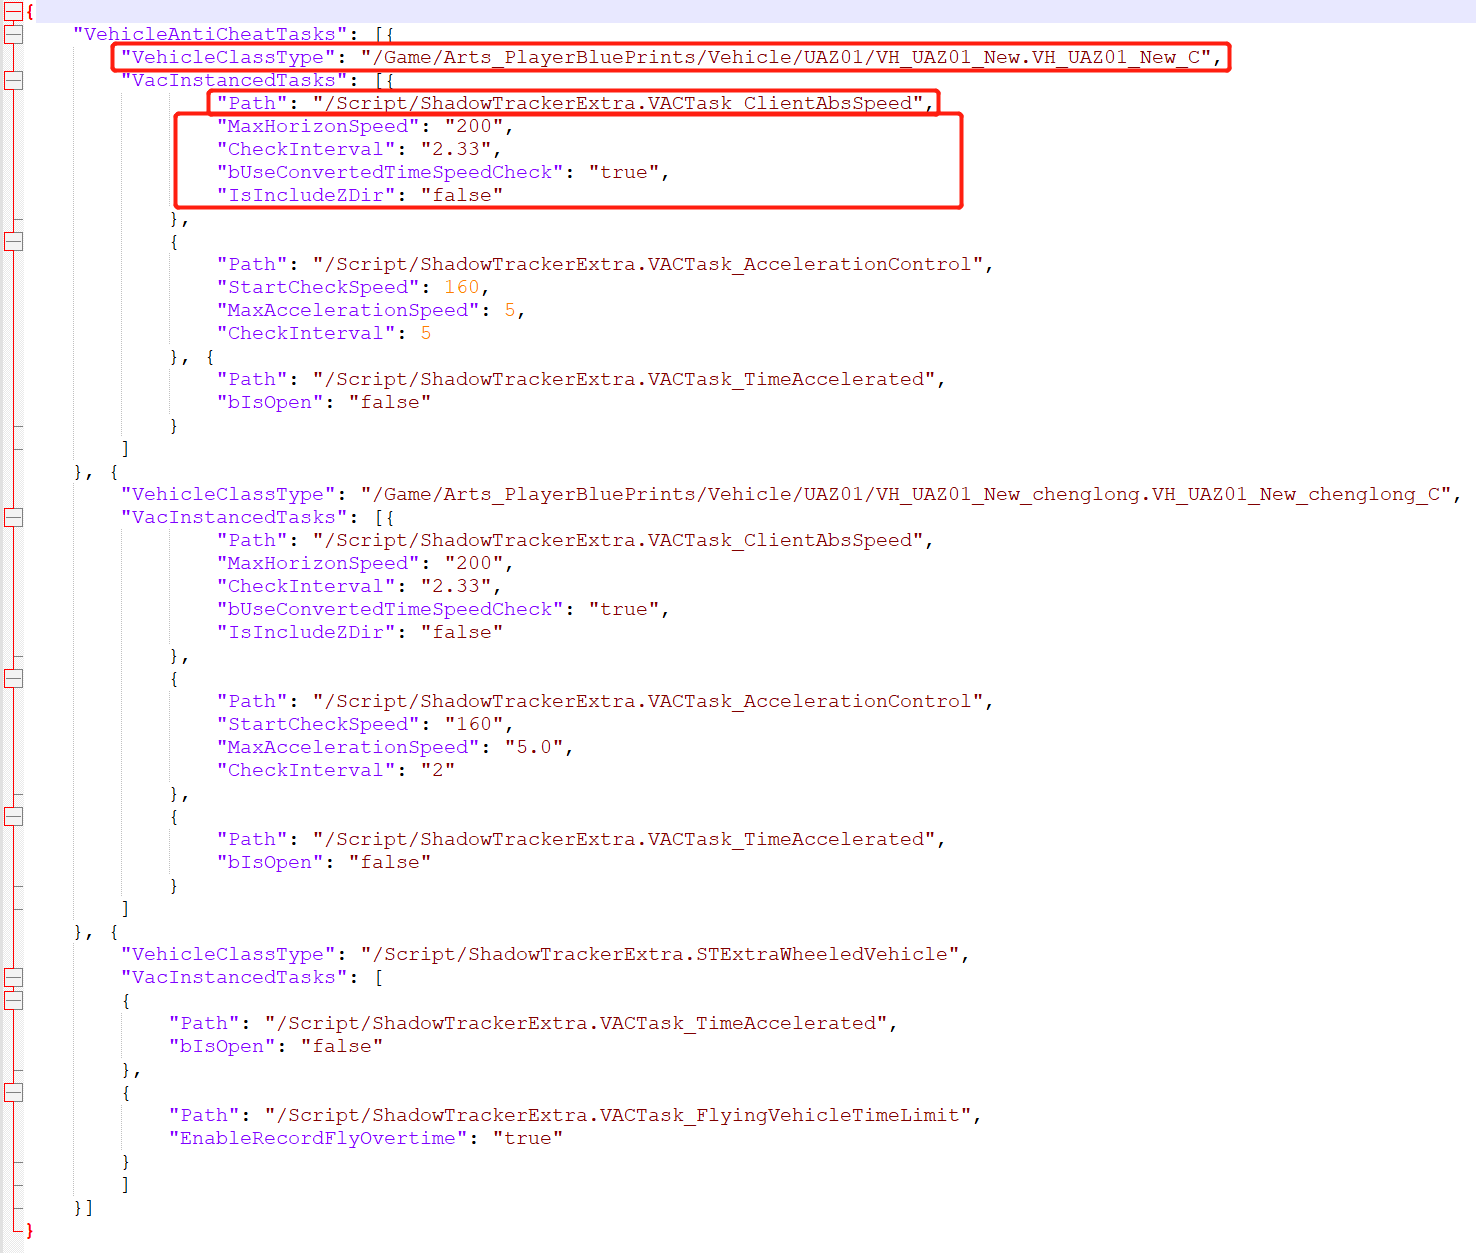 {
"VehicleAntiCheatTasks": [{
"VehicleClassType": "/Game/Arts_PlayerBluePrints/Vehicle/UAZ01/VH_UAZ01_New.VH_UAZ01_New_C",
"VacInstancedTasks": [{
"Path": "/Script/ShadowTrackerExtra.VACTask_ClientAbsSpeed",
"MaxHorizonSpeed": "200",
"CheckInterval": "2.33",
"bUseConvertedTimeSpeedCheck": "true",
"IsIncludeZDir": "false"
},
{
"Path": "/Script/ShadowTrackerExtra.VACTask_AccelerationControl",
"StartCheckSpeed": 160,
"MaxAccelerationSpeed": 5,
"CheckInterval": 5
}, {
"Path": "/Script/ShadowTrackerExtra.VACTask_TimeAccelerated",
"bIsOpen": "false"
}
]
}, {
"VehicleClassType": "/Game/Arts_PlayerBluePrints/Vehicle/UAZ01/VH_UAZ01_New_chenglong.VH_UAZ01_New_chenglong_C",
"VacInstancedTasks": [{
"Path": "/Script/ShadowTrackerExtra.VACTask_ClientAbsSpeed",
"MaxHorizonSpeed": "200",
"CheckInterval": "2.33",
"bUseConvertedTimeSpeedCheck": "true",
"IsIncludeZDir": "false"
},
{
"Path": "/Script/ShadowTrackerExtra.VACTask_AccelerationControl",
"StartCheckSpeed": "160",
"MaxAccelerationSpeed": "5.0",
"CheckInterval": "2"
},
{
"Path": "/Script/ShadowTrackerExtra.VACTask_TimeAccelerated",
"bIsOpen": "false"
}
]
}, {
"VehicleClassType": "/Script/ShadowTrackerExtra.STExtraWheeledVehicle",
"VacInstancedTasks": [
{
"Path": "/Script/ShadowTrackerExtra.VACTask_TimeAccelerated",
"bIsOpen": "false"
},
{
"Path": "/Script/ShadowTrackerExtra.VACTask_FlyingVehicleTimeLimit",
"EnableRecordFlyOvertime": "true"
}
]
}]
}